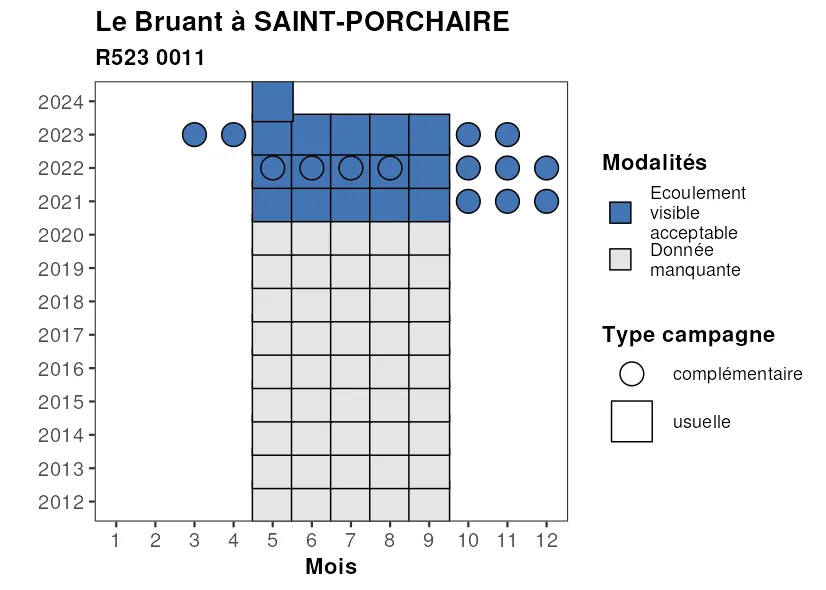 Le Bruant à SAINT-PORCHAIRE
R523 0011
2024
2023
2022
2021
2020
2019
2018
2017
2016
2015
2014
2013
2012
1 2 3 4 5 6 7 8 9 10 11 12
Mois
Modalités
Ecoulement
visible
acceptable
Donnée
manquante
Type campagne
complémentaire
usuelle